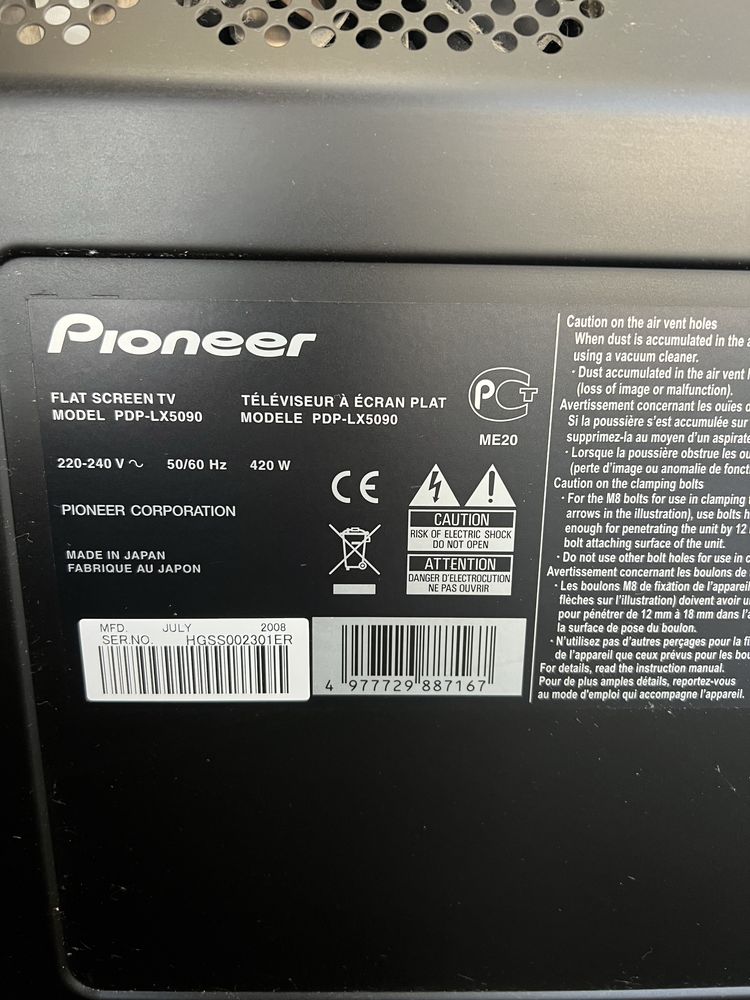 Pioneer
FLAT SCREEN TV
MODEL PDP-LX5090
TÉLÉVISEUR À ÉCRAN PLAT
MODELE PDP-LX5090
PCT
ME20
220-240 V ~ 50/60 Hz 420 W
PIONEER CORPORATION
MADE IN JAPAN
FABRIQUE AU JAPON
CE
CAUTION
RISK OF ELECTRIC SHOCK
DO NOT OPEN
ATTENTION
DANGER D'ELECTROCUTION
NE PAS OUVRIR
MFD. JULY 2008
SER.NO. HGSS002301ER
4 977729 887167
Caution on the air vent holes
When dust is accumulated in the
using a vacuum cleaner.
· Dust accumulated in the air vent
(loss of image or malfunction).
Avertissement concernant les ouïes
Si la poussière s'est accumulée sur
supprimez-la au moyen d'un
· Lorsque la poussière obstrue les
(perte d'image ou anomalie de
Caution on the clamping bolts
· For the M8 bolts for use in clamping
arrows in the illustration), use bolts
enough for penetrating the unit by 12
bolt attaching surface of the unit.
· Do not use other bolt holes for use in
Avertissement concernant les boulons de
· Les boulons M8 de fixation de l'appareil
flèches sur l'illustration) doivent avoir
pour pénétrer de 12 mm à 18 mm dans
la surface de pose du boulon.
· N'utilisez pas d'autres perçages pour la
de l'appareil que ceux prévus pour les
For details, read the instruction manual.
Pour de plus amples détails, reportez-vous
au mode d'emploi qui accompagne l'appareil.